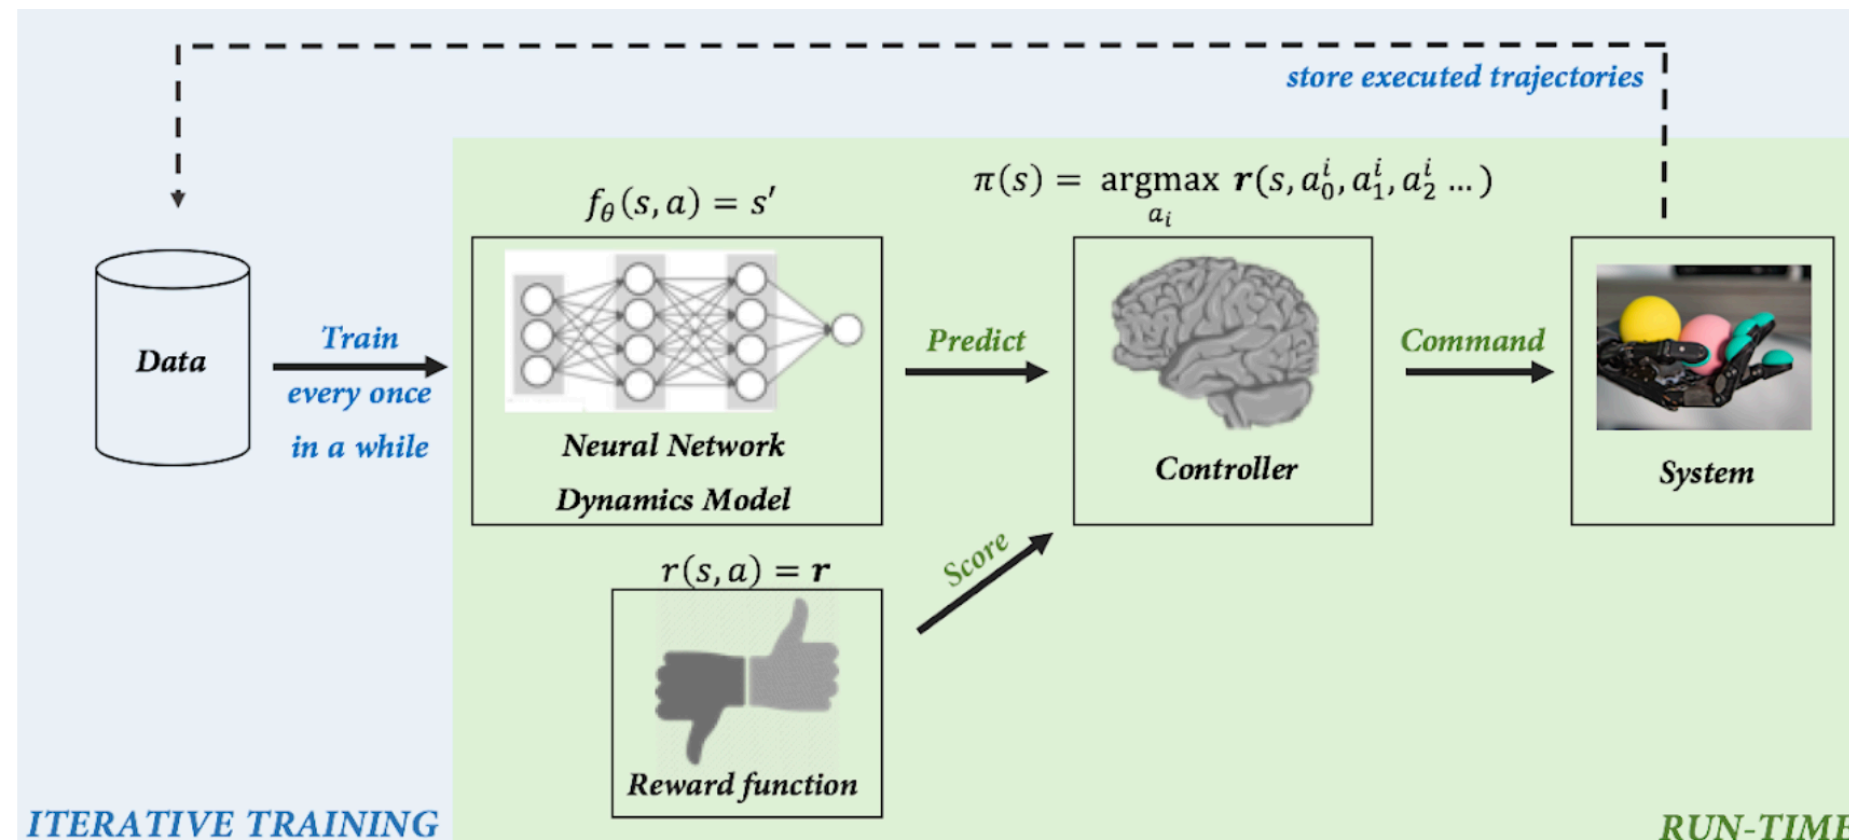 store executed trajectories
π(s) = argmax r(s, a₀ⁱ, a₁ⁱ, a₂ⁱ ...)
aᵢ
f_θ(s, a) = s′
Data
Train
every once
in a while
Neural Network
Dynamics Model
Predict
Controller
Command
System
Score
r(s, a) = r
Reward function
ITERATIVE TRAINING
RUN-TIME